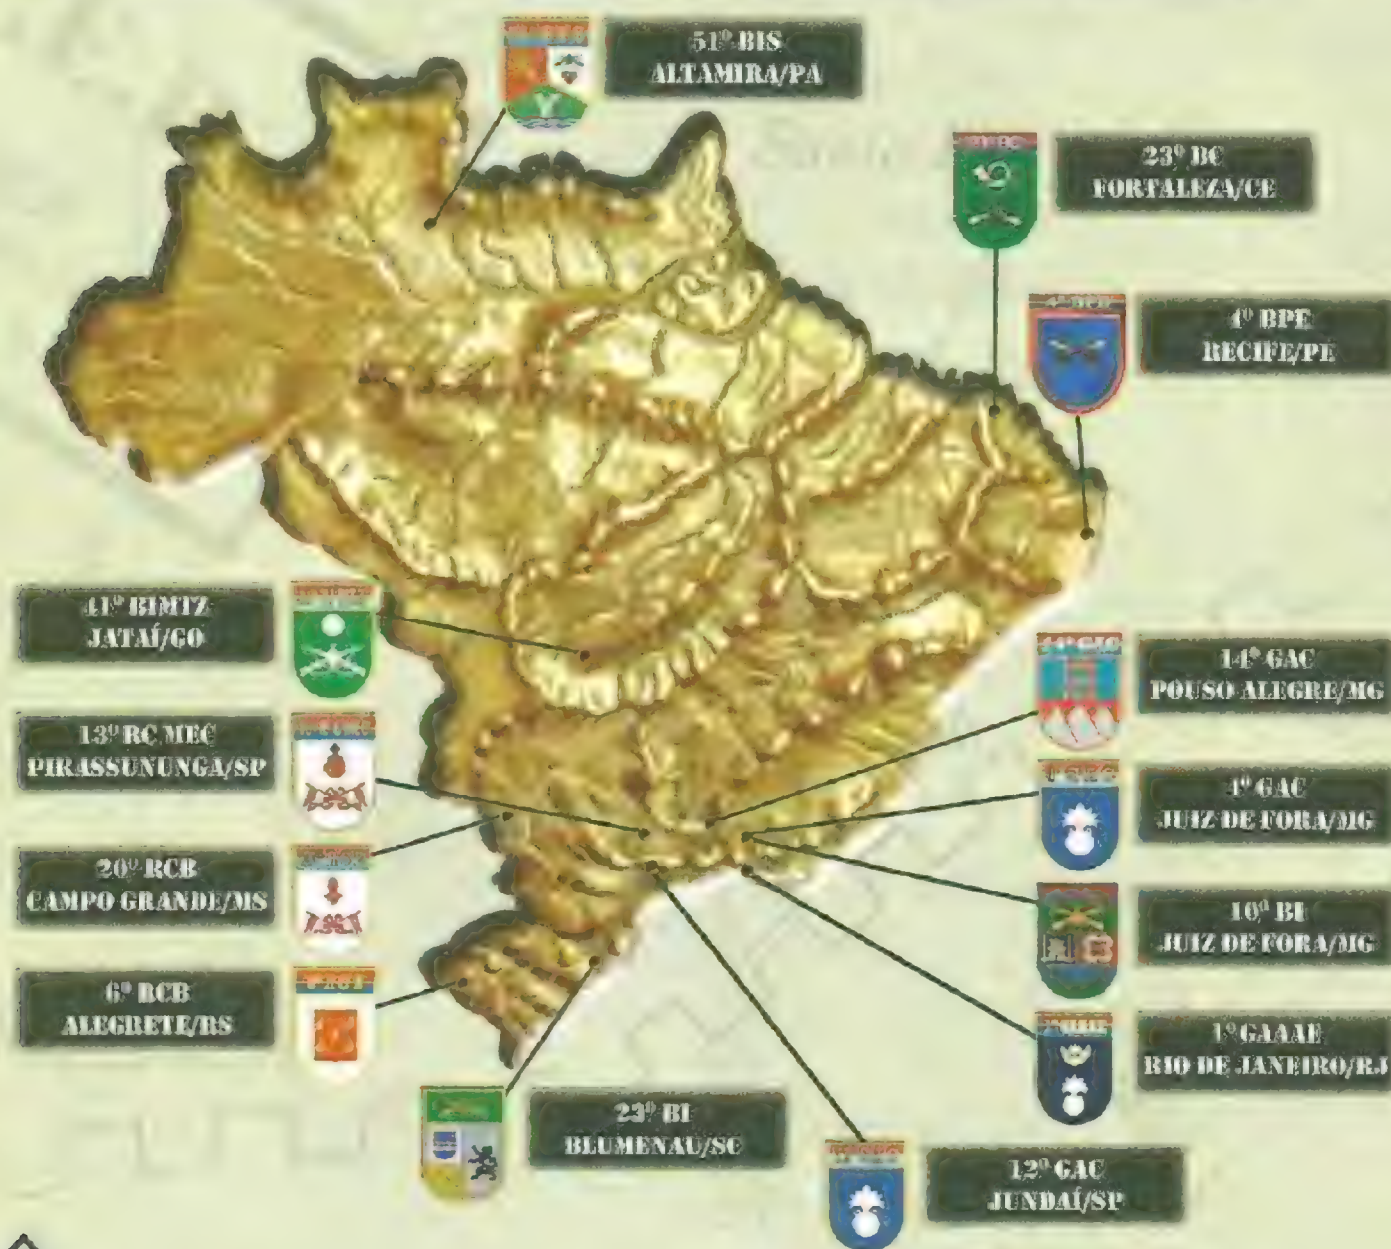 51º BIS
ALTAMIRA/PA
23º BC
FORTALEZA/CE
4º BPE
RECIFE/PE
41º BIMTZ
JATAÍ/GO
14º GAC
POUSO ALEGRE/MG
13º RC MEC
PIRASSUNUNGA/SP
4º GAC
JUIZ DE FORA/MG
20º RCB
CAMPO GRANDE/MS
10º BI
JUIZ DE FORA/MG
6º RCB
ALEGRETE/RS
1º GAAAE
RIO DE JANEIRO/RJ
23º BI
BLUMENAU/SC
12º GAC
JUNDAÍ/SP